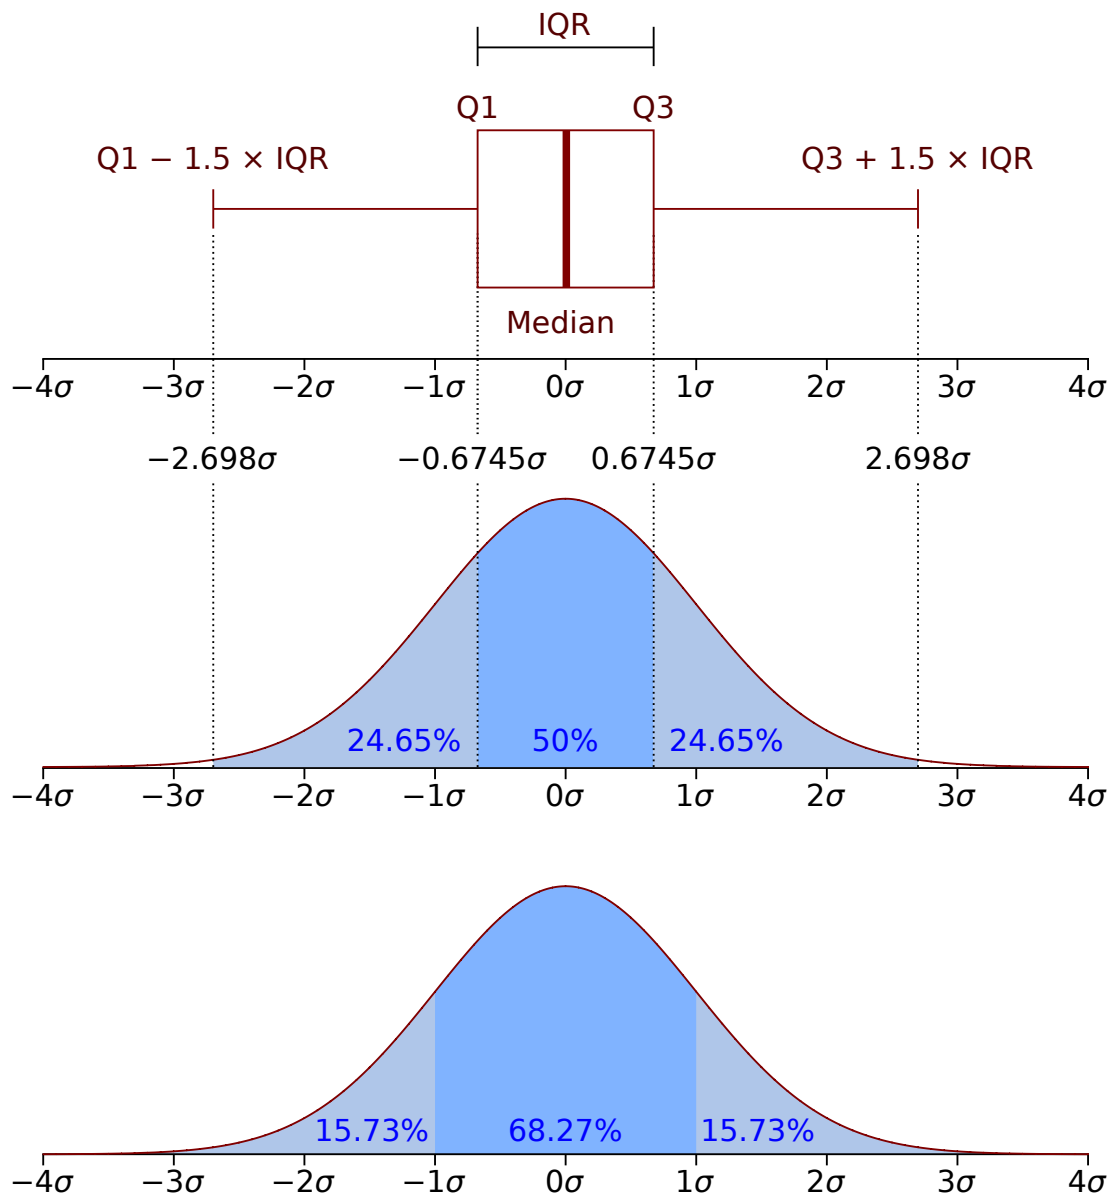 IQR
Q1 Q3
Q1 − 1.5 × IQR Q3 + 1.5 × IQR
Median
−4σ −3σ −2σ −1σ 0σ 1σ 2σ 3σ 4σ
−2.698σ −0.6745σ 0.6745σ 2.698σ
24.65% 50% 24.65%
−4σ −3σ −2σ −1σ 0σ 1σ 2σ 3σ 4σ
15.73% 68.27% 15.73%
−4σ −3σ −2σ −1σ 0σ 1σ 2σ 3σ 4σ